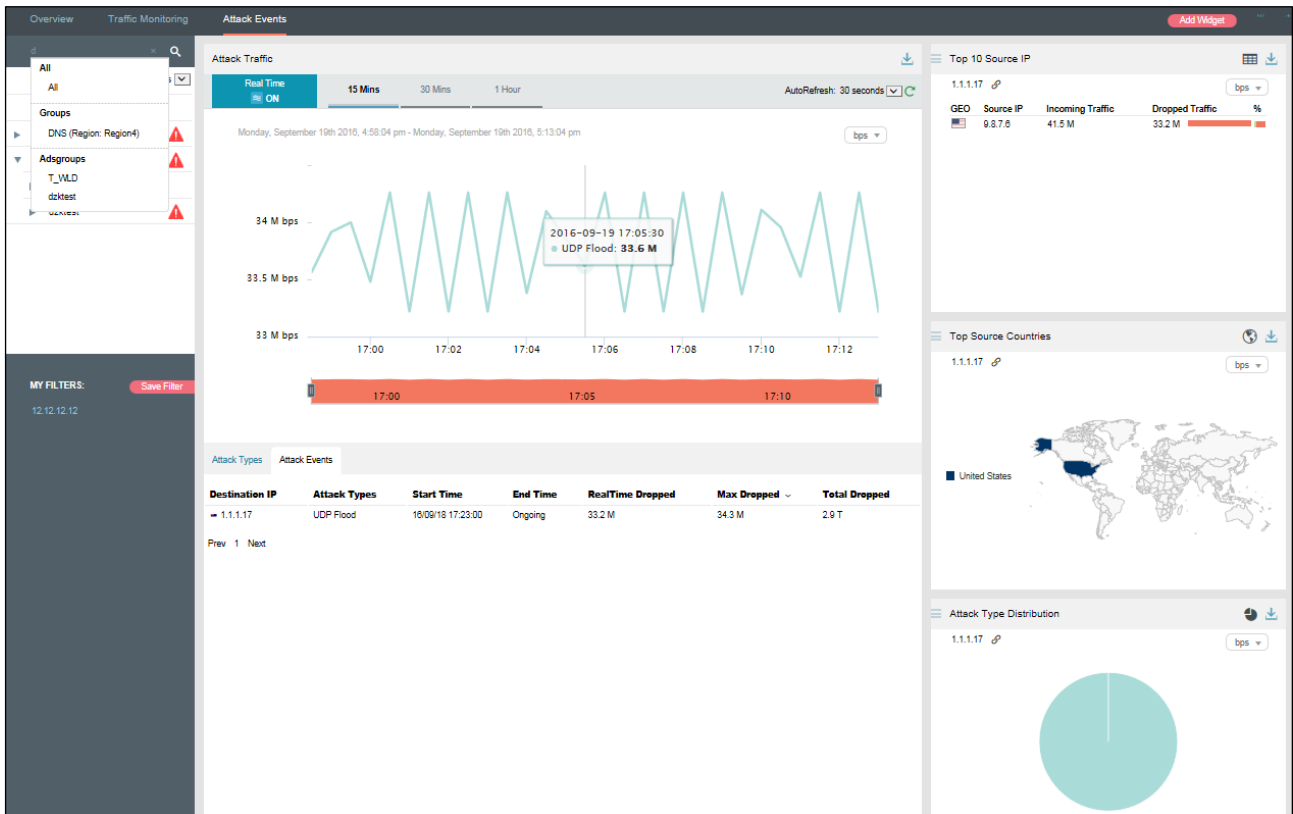 Overview Traffic Monitoring Attack Events Add Widget
d ×
All
All
s
Groups
DNS (Region: Region4)
Adsgroups
T_WLD
dzktest
dzktest
MY FILTERS: Save Filter
12.12.12.12
Attack Traffic
Real Time
ON
15 Mins 30 Mins 1 Hour
AutoRefresh: 30 seconds
Monday, September 19th 2016, 4:58:04 pm - Monday, September 19th 2016, 5:13:04 pm
bps
34 M bps
33.5 M bps
33 M bps
2016-09-19 17:05:30
UDP Flood: 33.6 M
17:00 17:02 17:04 17:06 17:08 17:10 17:12
17:00 17:05 17:10
Attack Types Attack Events
Destination IP Attack Types Start Time End Time RealTime Dropped Max Dropped Total Dropped
1.1.1.17 UDP Flood 16/09/18 17:23:00 Ongoing 33.2 M 34.3 M 2.9 T
Prev 1 Next
Top 10 Source IP
1.1.1.17
bps
GEO Source IP Incoming Traffic Dropped Traffic %
9.8.7.6 41.5 M 33.2 M
Top Source Countries
1.1.1.17
bps
United States
Attack Type Distribution
1.1.1.17
bps